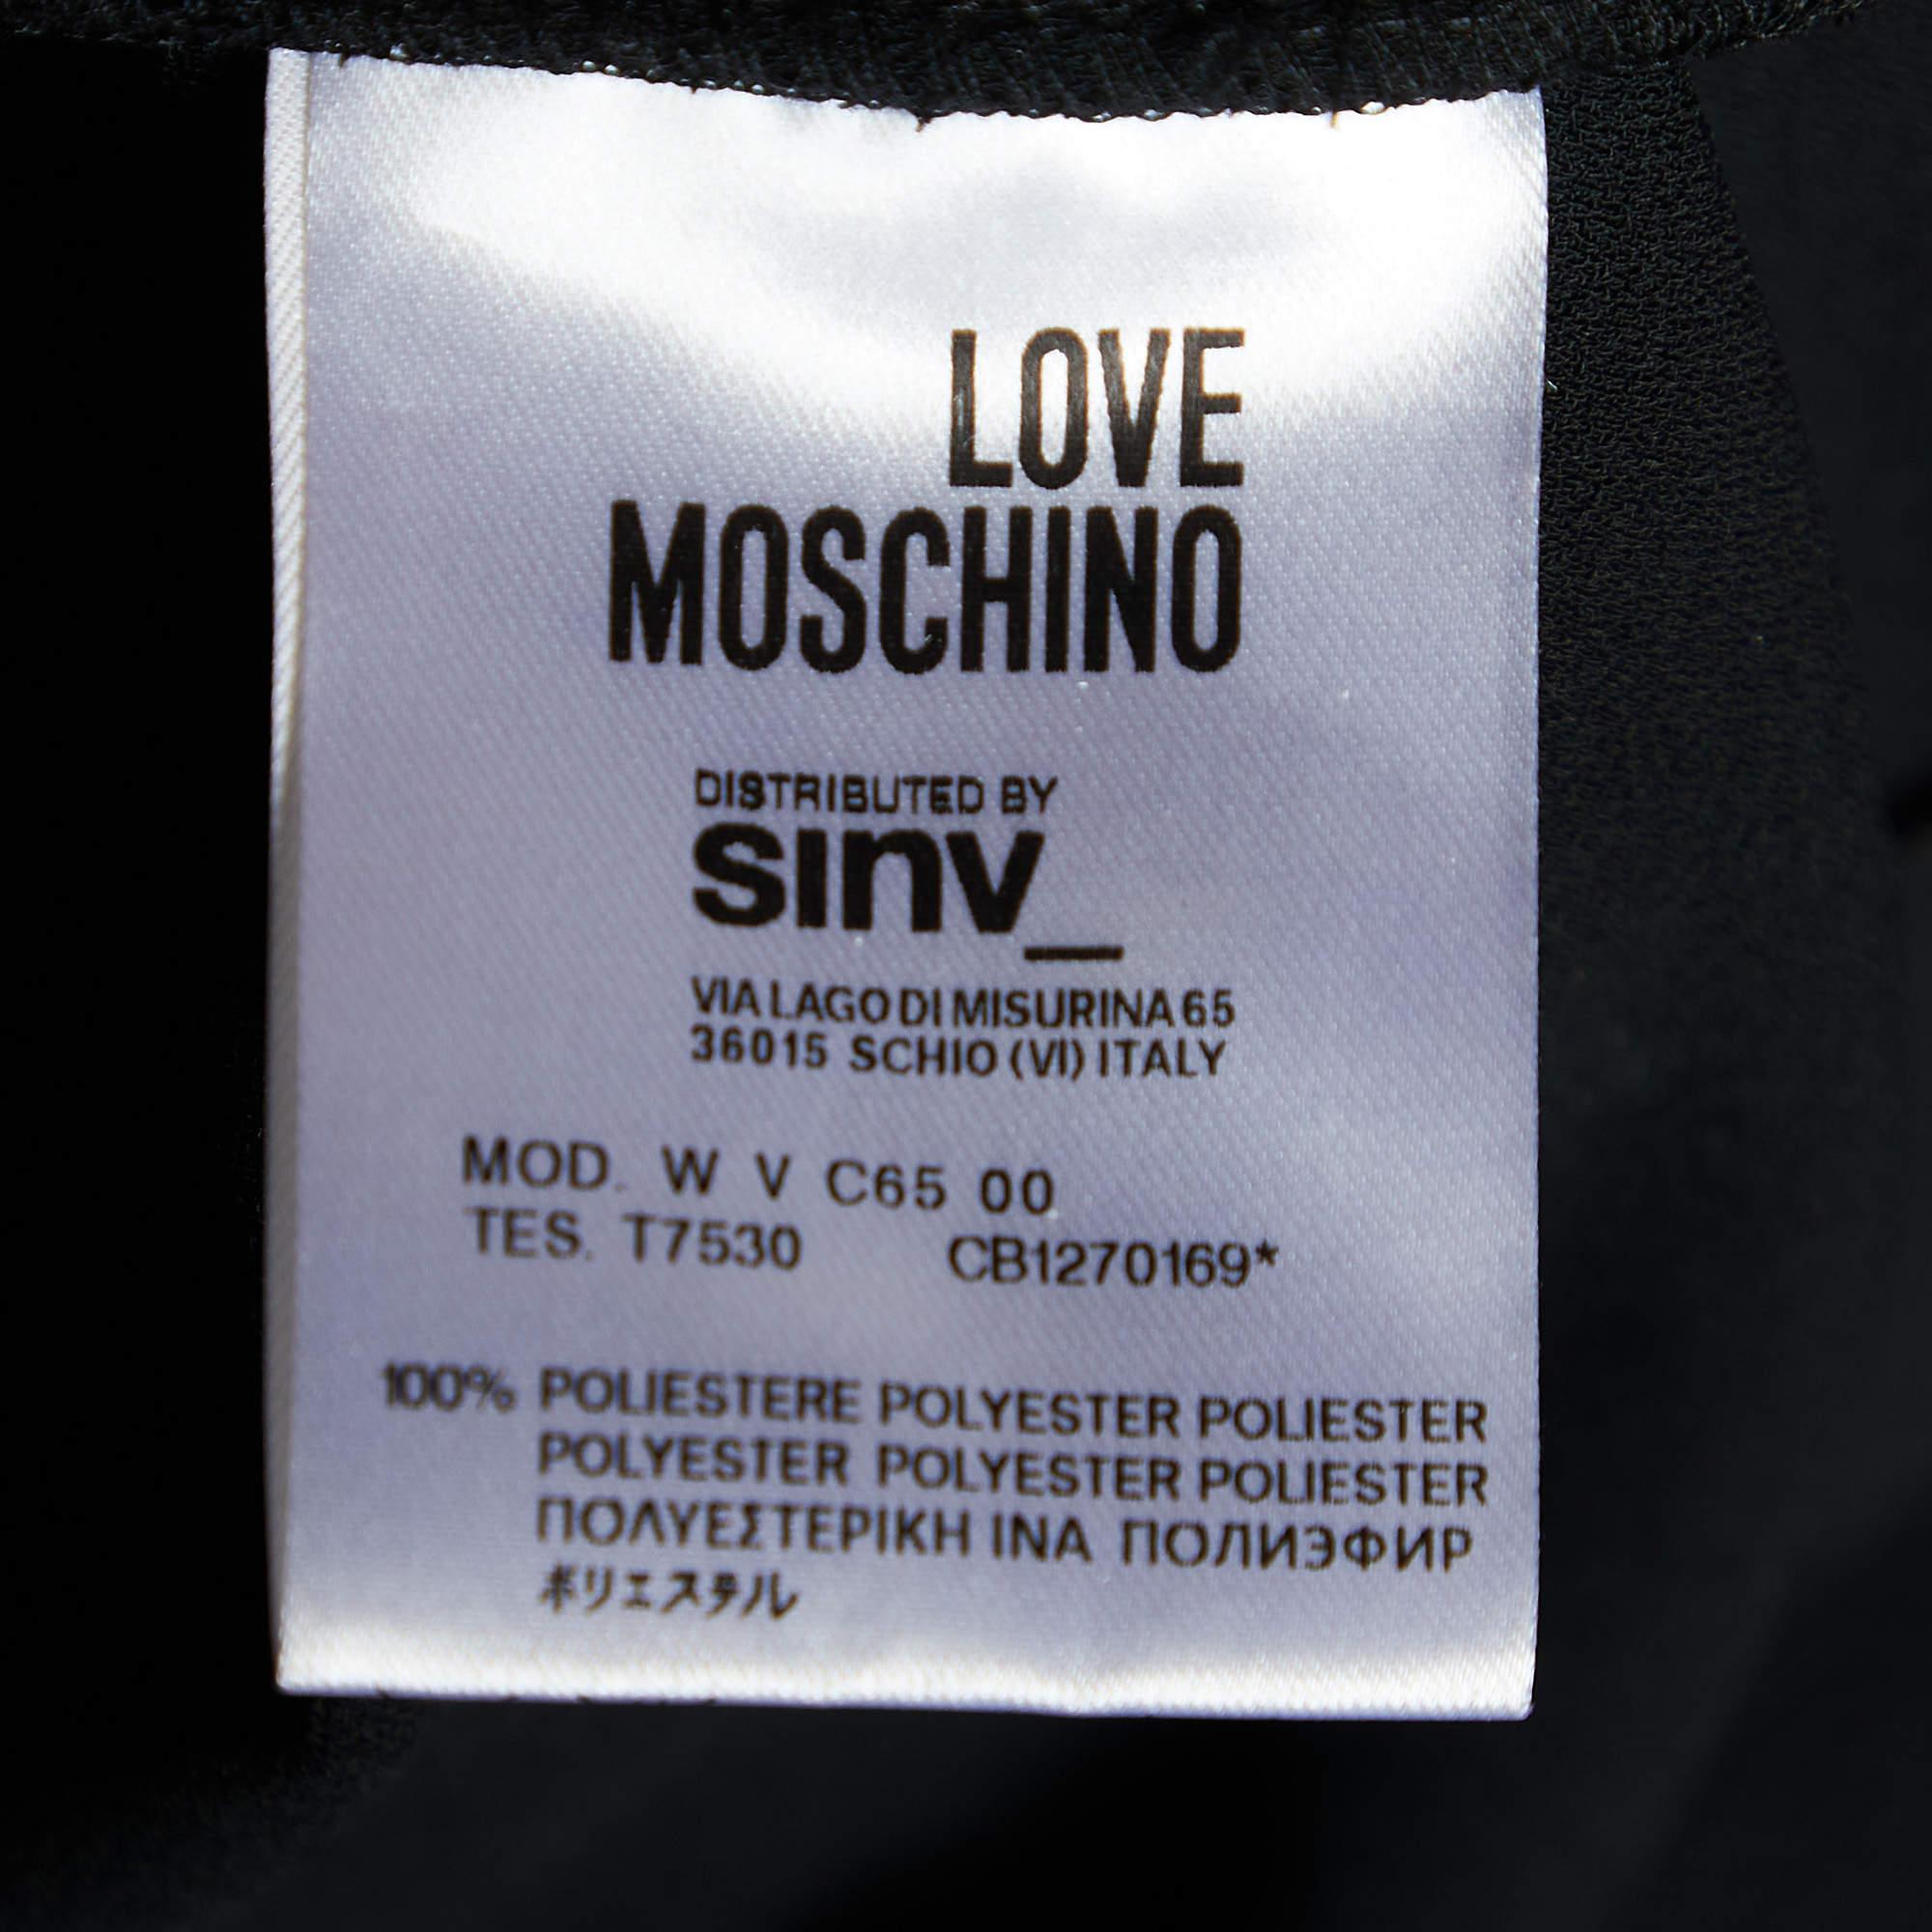 LOVE
MOSCHINO
DISTRIBUTED BY
sinv_
VIA LAGO DI MISURINA 65
36015 SCHIO (VI) ITALY
MOD. W V C65 00
TES. T7530 CB1270169*
100% POLIESTERE POLYESTER POLIESTER
POLYESTER POLYESTER POLIESTER
ΠΟΛΥΕΣΤΕΡΙΚΗ ΙΝΑ ПОЛИЭФИР
ポリエステル